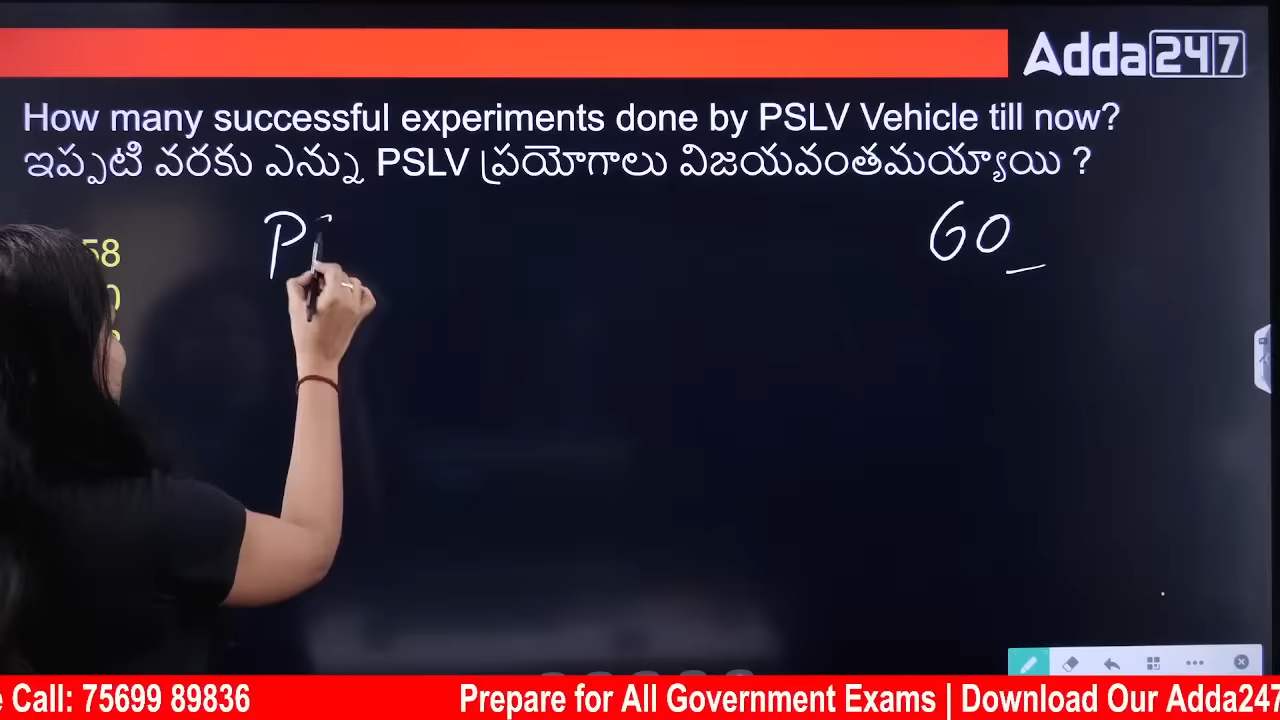 Adda247
How many successful experiments done by PSLV Vehicle till now?
ఇప్పటి వరకు ఎన్ను PSLV ప్రయోగాలు విజయవంతమయ్యాయి ?
58
60
P
e Call: 75699 89836
Prepare for All Government Exams | Download Our Adda247